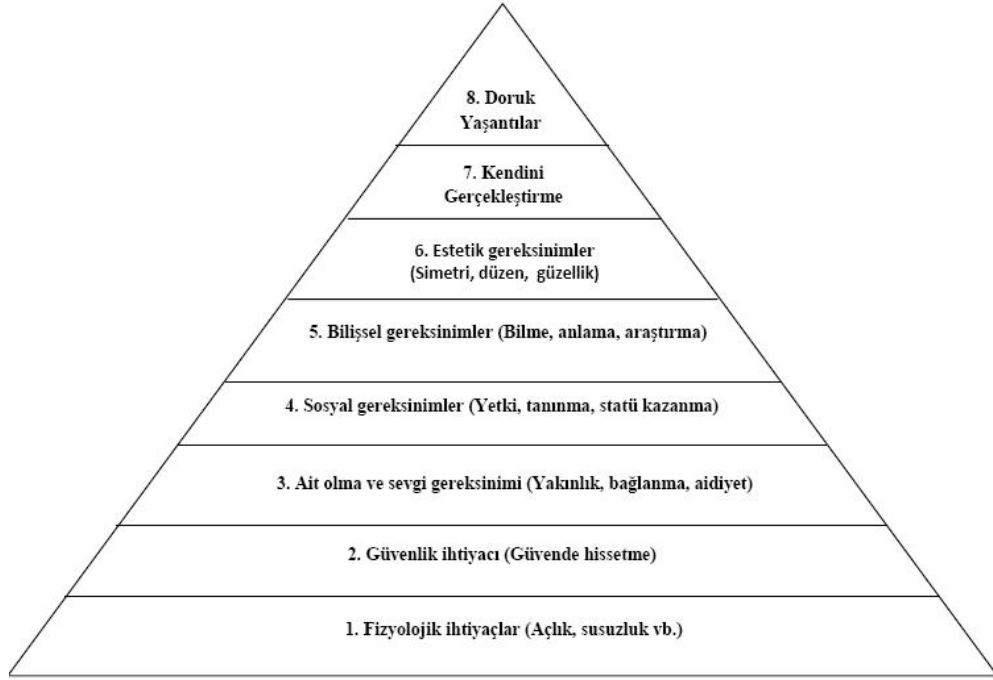 8. Doruk
Yaşantılar
7. Kendini
Gerçekleştirme
6. Estetik gereksinimler
(Simetri, düzen, güzellik)
5. Bilişsel gereksinimler (Bilme, anlama, araştırma)
4. Sosyal gereksinimler (Yetki, tanınma, statü kazanma)
3. Ait olma ve sevgi gereksinimi (Yakınlık, bağlanma, aidiyet)
2. Güvenlik ihtiyacı (Güvende hissetme)
1. Fizyolojik ihtiyaçlar (Açlık, susuzluk vb.)